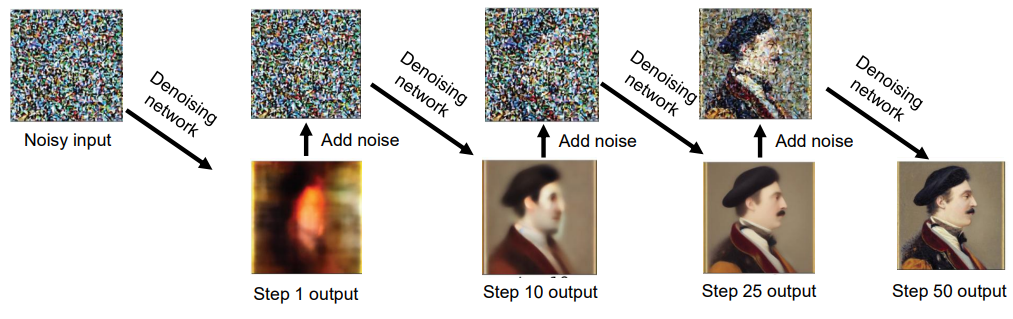 Denoising
network
Denoising
network
Denoising
network
Denoising
network
Noisy input
Add noise
Add noise
Add noise
Step 1 output
Step 10 output
Step 25 output
Step 50 output